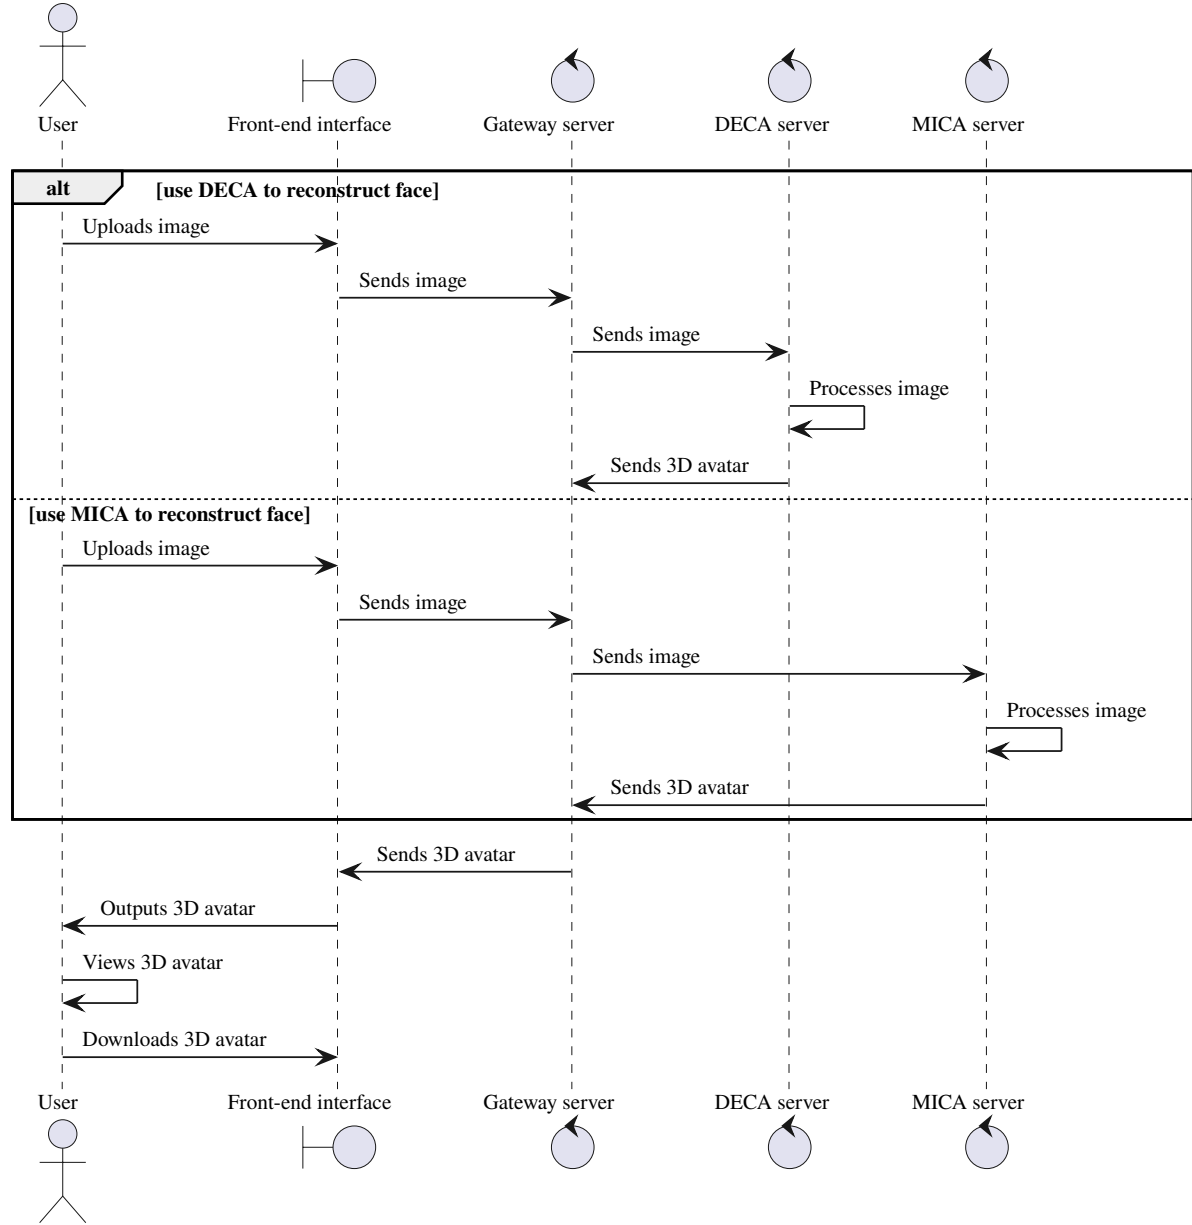 User
Front-end interface
Gateway server
DECA server
MICA server
alt
[use DECA to reconstruct face]
Uploads image
Sends image
Sends image
Processes image
Sends 3D avatar
[use MICA to reconstruct face]
Uploads image
Sends image
Sends image
Processes image
Sends 3D avatar
Sends 3D avatar
Outputs 3D avatar
Views 3D avatar
Downloads 3D avatar
User
Front-end interface
Gateway server
DECA server
MICA server